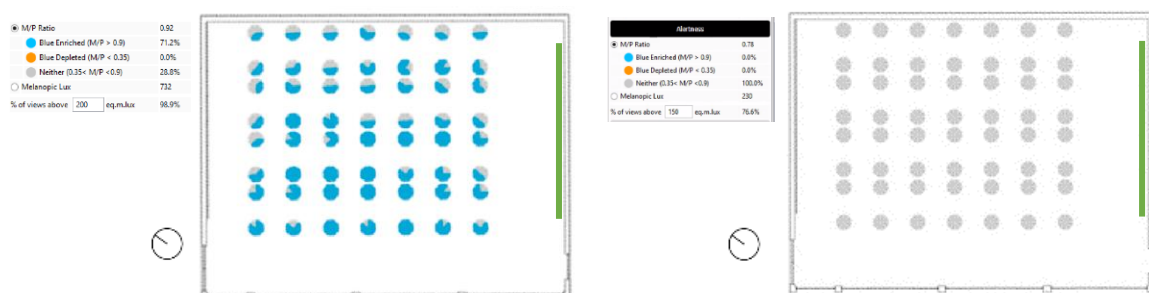 M/P Ratio 0.92
Blue Enriched (M/P > 0.9) 71.2%
Blue Depleted (M/P < 0.35) 0.0%
Neither (0.35< M/P <0.9) 28.8%
Melanopic Lux 732
% of views above 200 eq.m.lux 98.9%
Alertness
M/P Ratio 0.78
Blue Enriched (M/P > 0.9) 0.0%
Blue Depleted (M/P < 0.35) 0.0%
Neither (0.35< M/P <0.9) 100.0%
Melanopic Lux 230
% of views above 150 eq.m.lux 76.6%